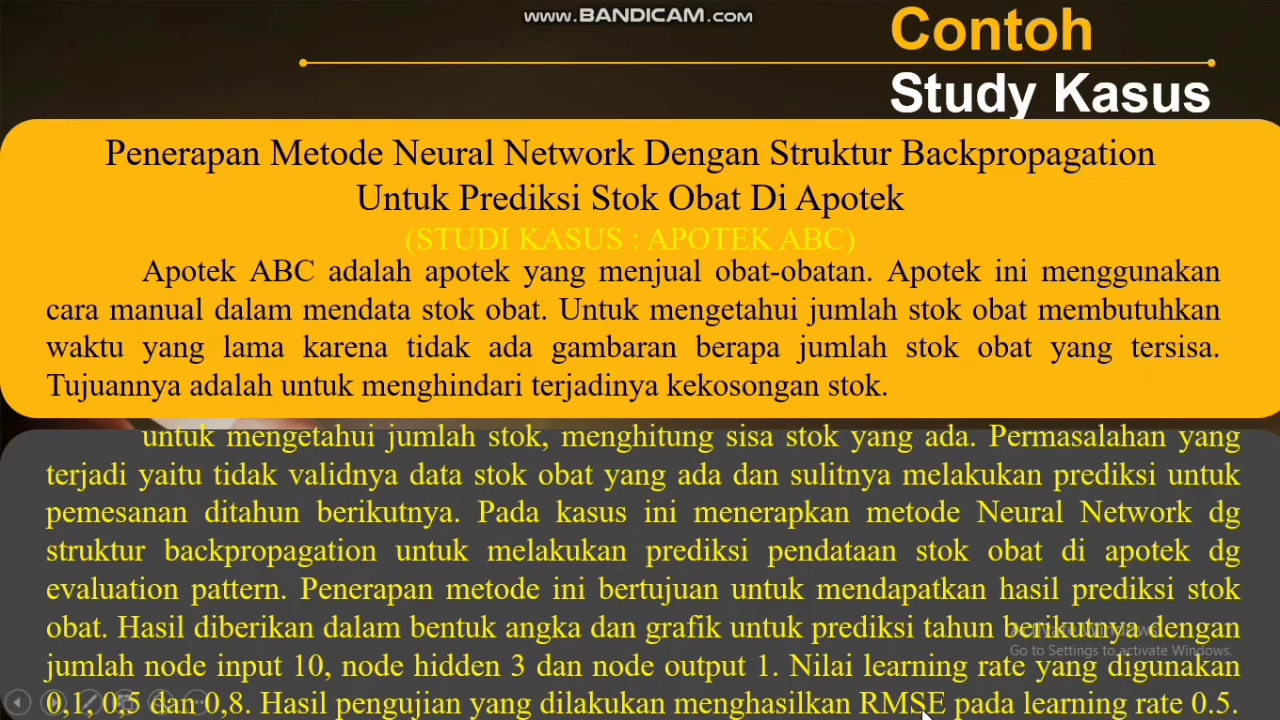 www.BANDICAM.com
Contoh
Study Kasus
Penerapan Metode Neural Network Dengan Struktur Backpropagation
Untuk Prediksi Stok Obat Di Apotek
(STUDI KASUS : APOTEK ABC)
Apotek ABC adalah apotek yang menjual obat-obatan. Apotek ini menggunakan
cara manual dalam mendata stok obat. Untuk mengetahui jumlah stok obat membutuhkan
waktu yang lama karena tidak ada gambaran berapa jumlah stok obat yang tersisa.
Tujuannya adalah untuk menghindari terjadinya kekosongan stok.
untuk mengetahui jumlah stok, menghitung sisa stok yang ada. Permasalahan yang
terjadi yaitu tidak validnya data stok obat yang ada dan sulitnya melakukan prediksi untuk
pemesanan ditahun berikutnya. Pada kasus ini menerapkan metode Neural Network dg
struktur backpropagation untuk melakukan prediksi pendataan stok obat di apotek dg
evaluation pattern. Penerapan metode ini bertujuan untuk mendapatkan hasil prediksi stok
obat. Hasil diberikan dalam bentuk angka dan grafik untuk prediksi tahun berikutnya dengan
Activate Windows
jumlah node input 10, node hidden 3 dan node output 1. Nilai learning rate yang digunakan
Go to Settings to activate Windows.
0,1, 0,5 dan 0,8. Hasil pengujian yang dilakukan menghasilkan RMSE pada learning rate 0.5.